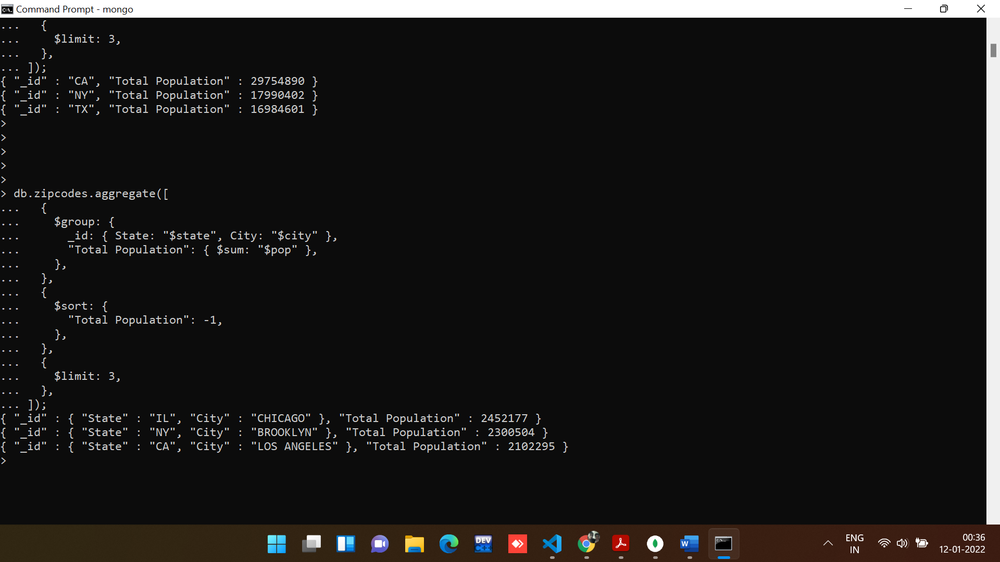 Command Prompt - mongo
...   {
...     $limit: 3,
...   },
... ]);
{ "_id" : "CA", "Total Population" : 29754890 }
{ "_id" : "NY", "Total Population" : 17990402 }
{ "_id" : "TX", "Total Population" : 16984601 }
>
>
>
>
>
> db.zipcodes.aggregate([
...   {
...     $group: {
...       _id: { State: "$state", City: "$city" },
...       "Total Population": { $sum: "$pop" },
...     },
...   },
...   {
...     $sort: {
...       "Total Population": -1,
...     },
...   },
...   {
...     $limit: 3,
...   },
... ]);
{ "_id" : { "State" : "IL", "City" : "CHICAGO" }, "Total Population" : 2452177 }
{ "_id" : { "State" : "NY", "City" : "BROOKLYN" }, "Total Population" : 2300504 }
{ "_id" : { "State" : "CA", "City" : "LOS ANGELES" }, "Total Population" : 2102295 }
>
DEV
C++
W
ENG
IN
00:36
12-01-2022